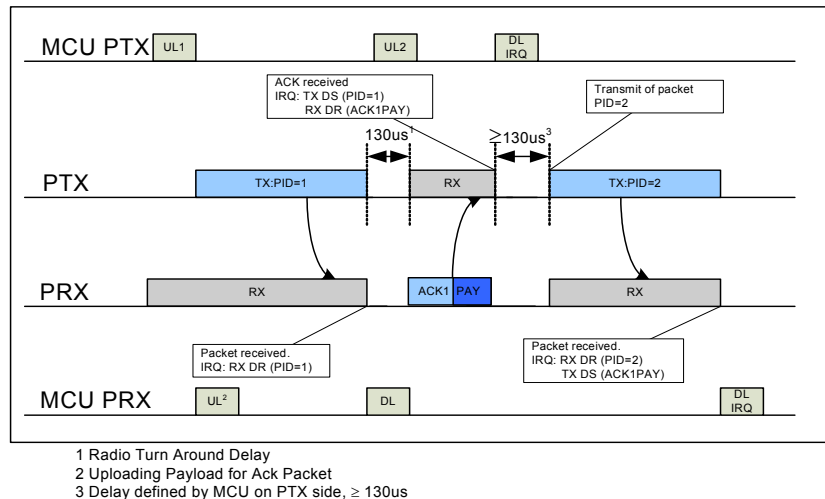 MCU PTX
UL1
UL2
DL
IRQ
ACK received
IRQ: TX DS (PID=1)
RX DR (ACK1PAY)
Transmit of packet
PID=2
130us1
≥130us3
PTX
TX:PID=1
RX
TX:PID=2
PRX
RX
ACK1
PAY
RX
Packet received.
IRQ: RX DR (PID=1)
Packet received.
IRQ: RX DR (PID=2)
TX DS (ACK1PAY)
MCU PRX
UL2
DL
DL
IRQ
1 Radio Turn Around Delay
2 Uploading Payload for Ack Packet
3 Delay defined by MCU on PTX side, ≥ 130us